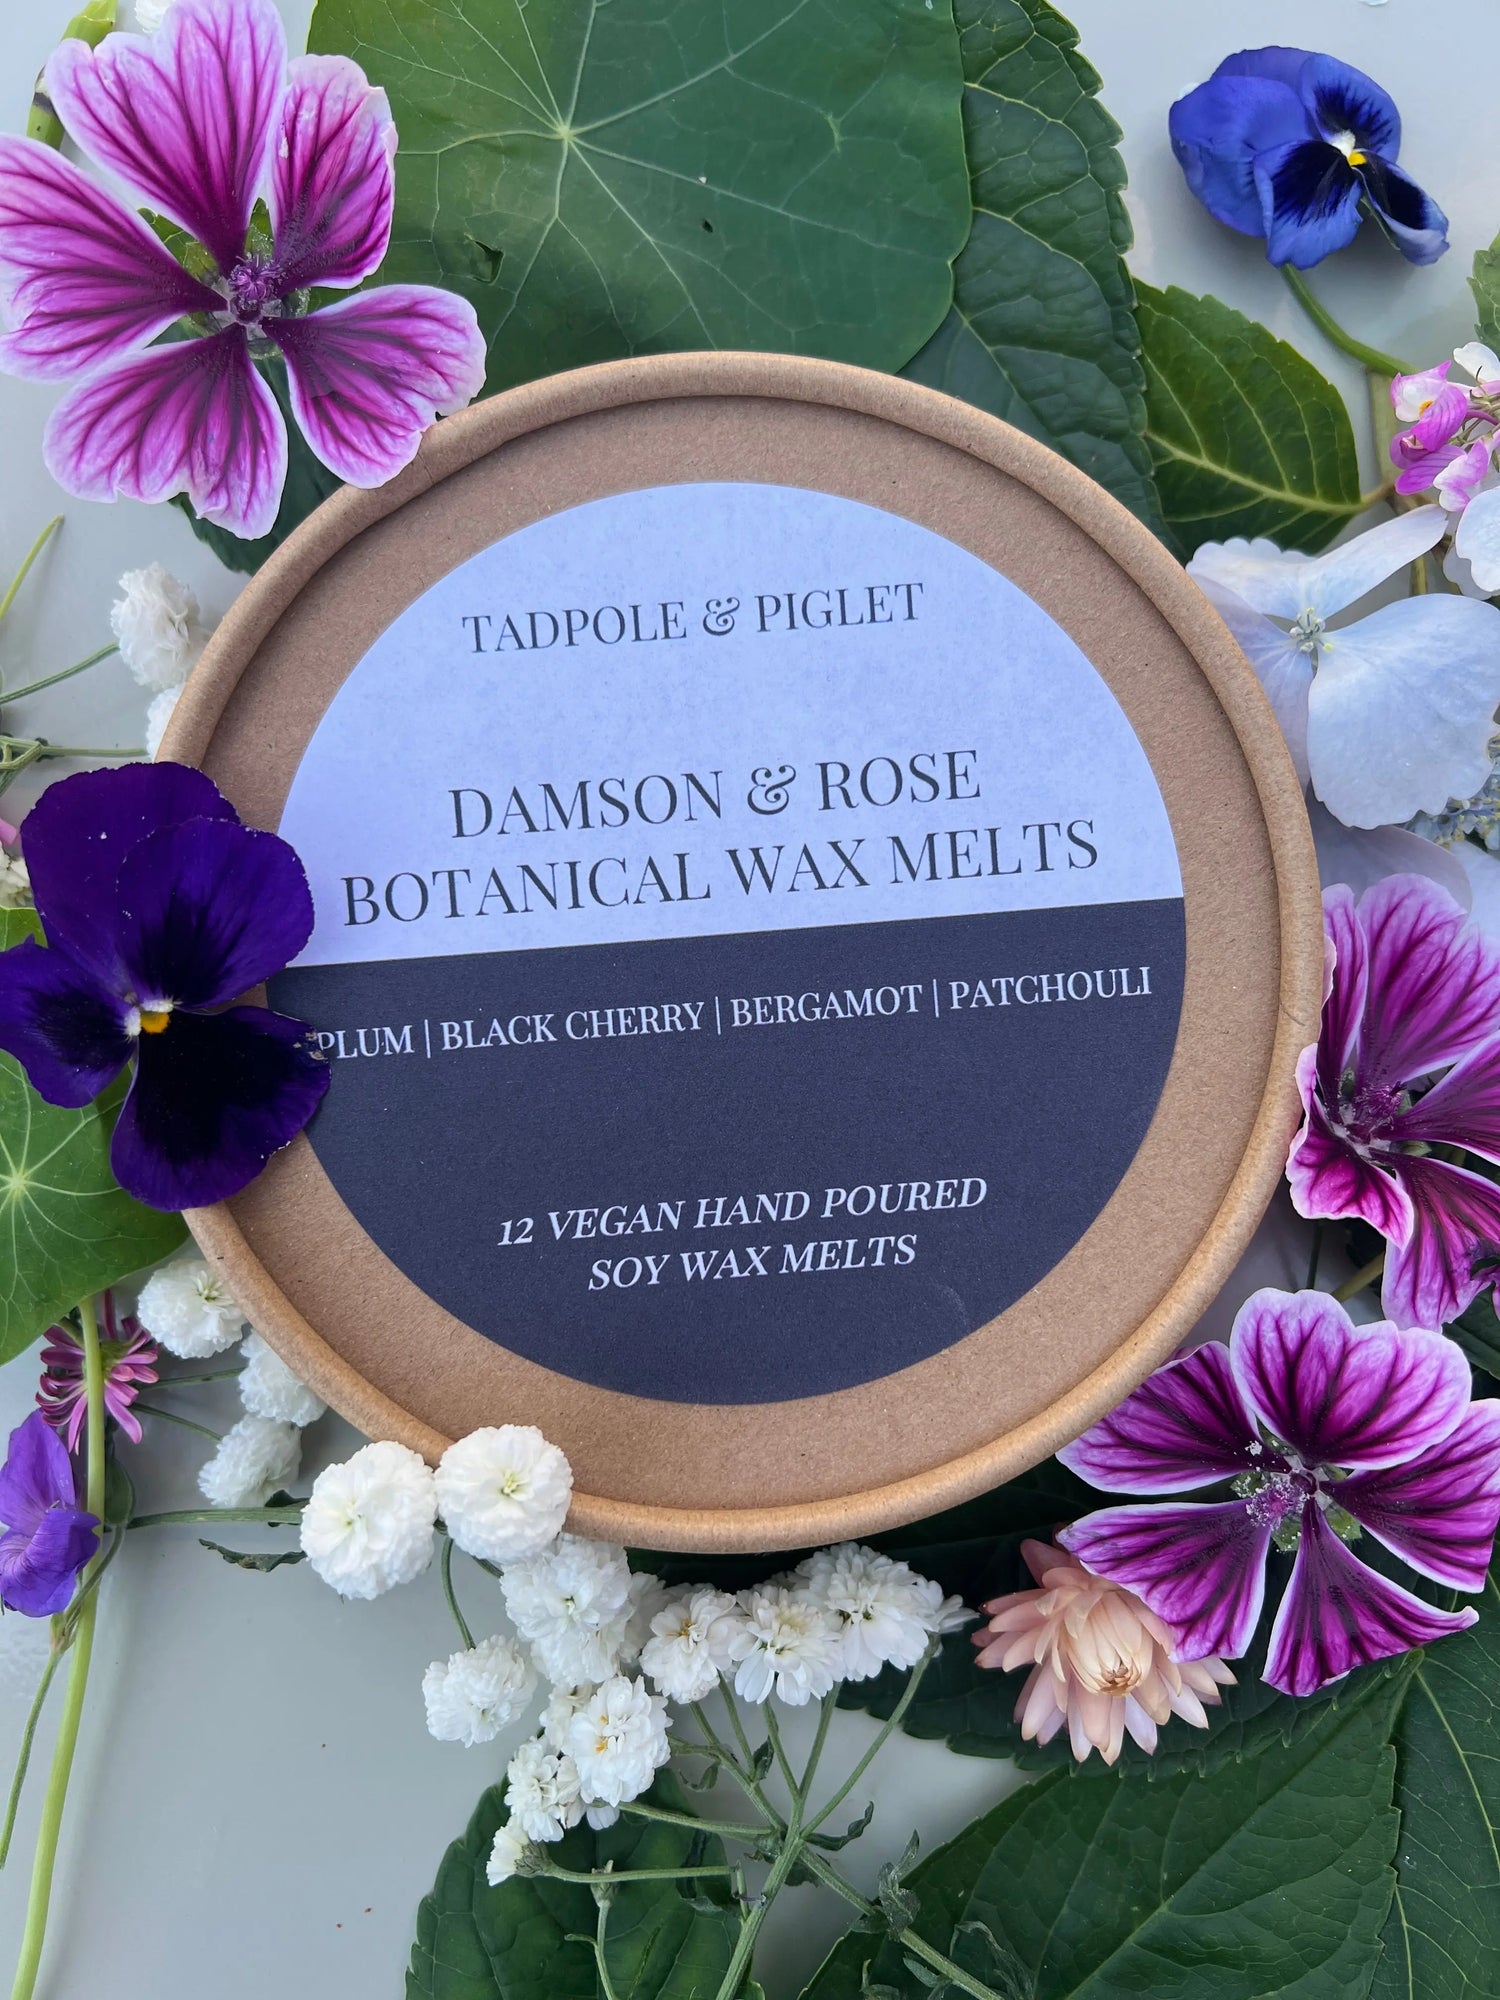 TADPOLE & PIGLET
DAMSON & ROSE
BOTANICAL WAX MELTS
PLUM | BLACK CHERRY | BERGAMOT | PATCHOULI
12 VEGAN HAND POURED
SOY WAX MELTS